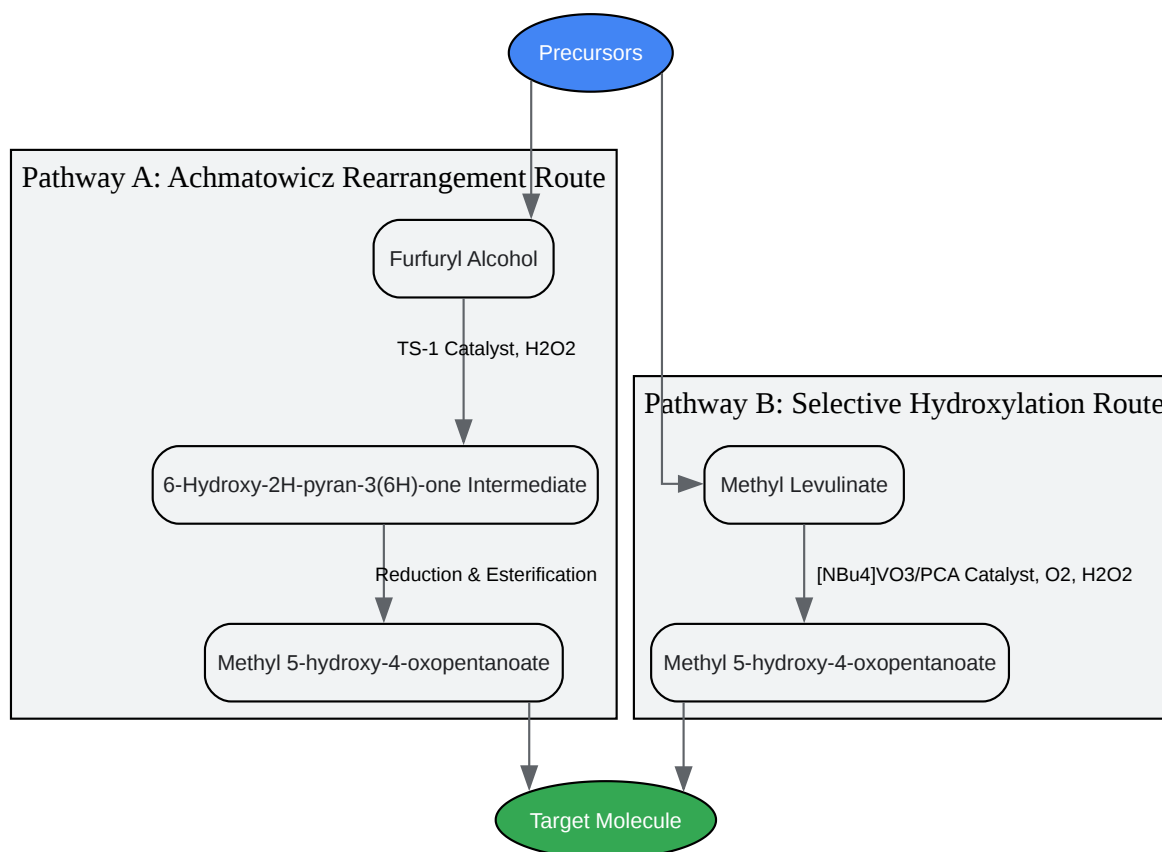 Precursors
Pathway A: Achmatowicz Rearrangement Route
Furfuryl Alcohol
TS-1 Catalyst, H2O2
6-Hydroxy-2H-pyran-3(6H)-one Intermediate
Reduction & Esterification
Methyl 5-hydroxy-4-oxopentanoate
Pathway B: Selective Hydroxylation Route
Methyl Levulinate
[NBu4]VO3/PCA Catalyst, O2, H2O2
Methyl 5-hydroxy-4-oxopentanoate
Target Molecule